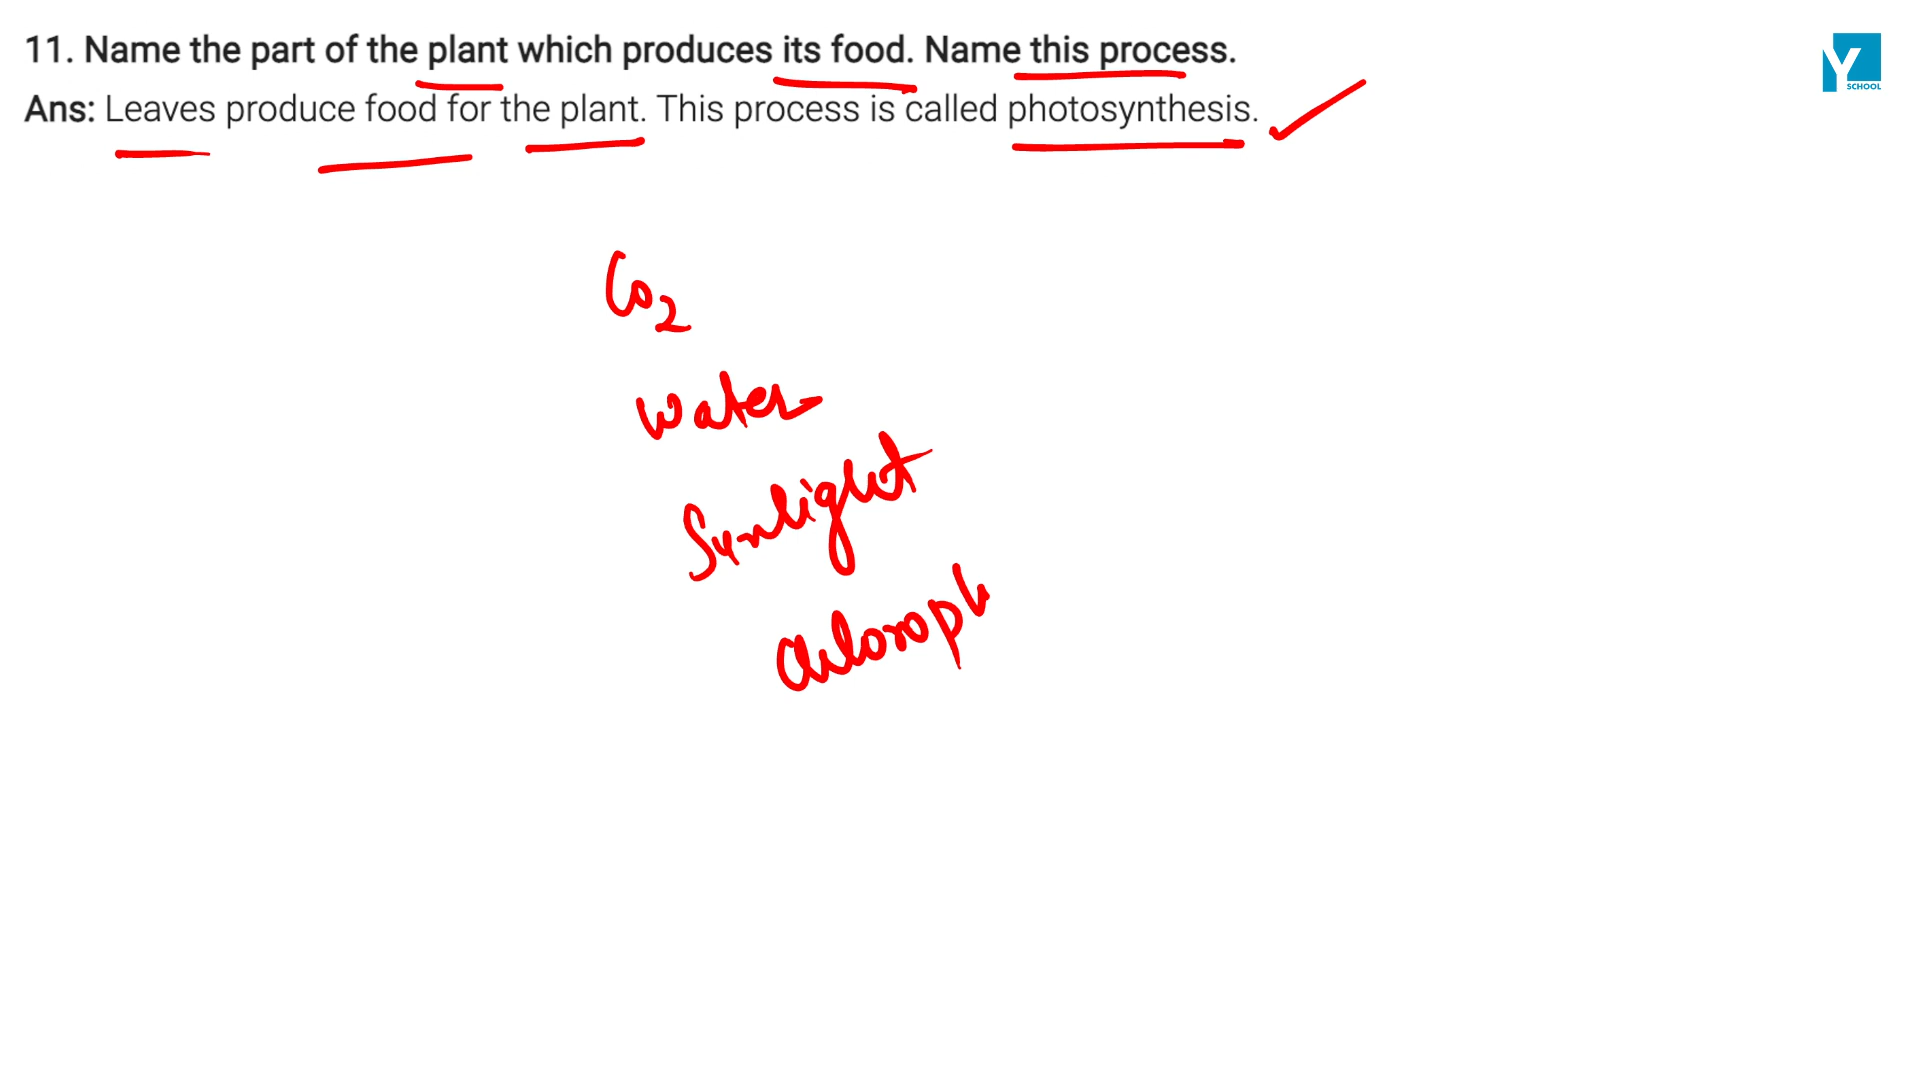 11. Name the part of the plant which produces its food. Name this process.
Ans: Leaves produce food for the plant. This process is called photosynthesis.
Y SCHOOL
Co2
water
Sunlight
Chloroph